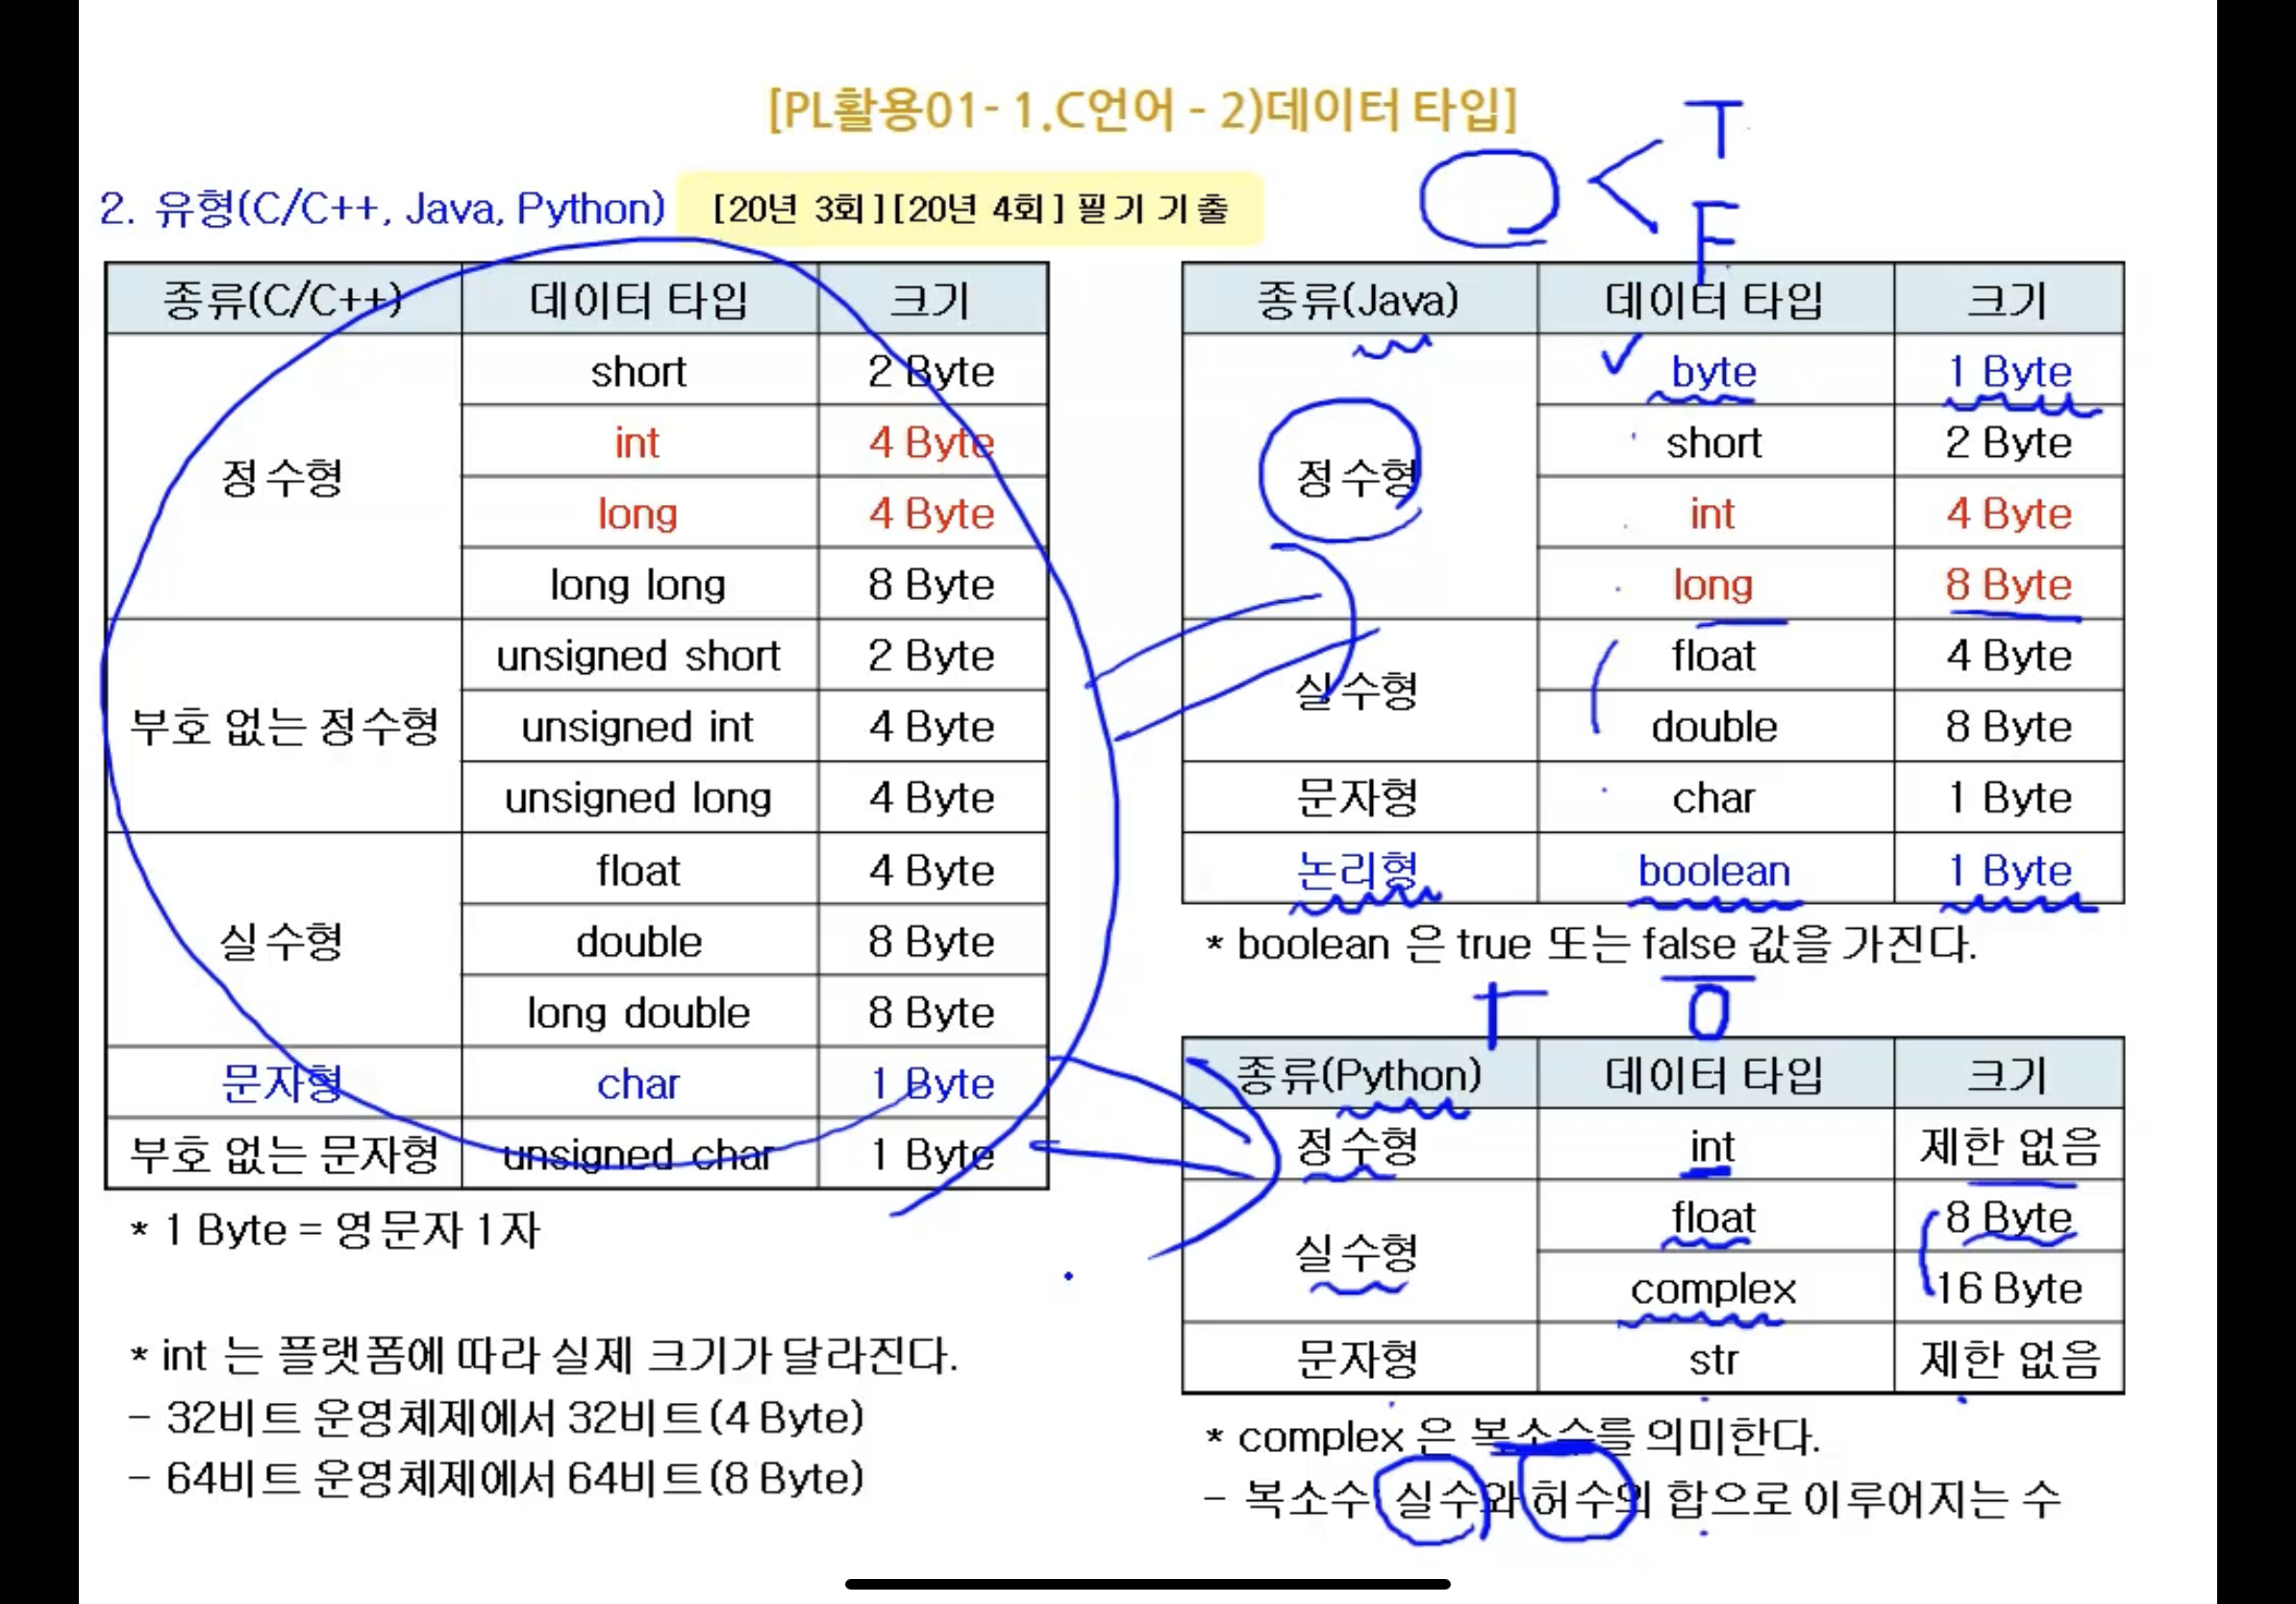 [PL활용01- 1.C언어 - 2)데이터 타입]
T
F
2. 유형(C/C++, Java, Python)
[20년 3회][20년 4회] 필기 기출
종류(C/C++) 데이터 타입 크기
정수형 short 2 Byte
int 4 Byte
long 4 Byte
long long 8 Byte
부호 없는 정수형 unsigned short 2 Byte
unsigned int 4 Byte
unsigned long 4 Byte
실수형 float 4 Byte
double 8 Byte
long double 8 Byte
문자형 char 1 Byte
부호 없는 문자형 unsigned char 1 Byte
* 1 Byte = 영문자 1자
* int 는 플랫폼에 따라 실제 크기가 달라진다.
- 32비트 운영체제에서 32비트(4 Byte)
- 64비트 운영체제에서 64비트(8 Byte)
종류(Java) 데이터 타입 크기
정수형 byte 1 Byte
short 2 Byte
int 4 Byte
long 8 Byte
실수형 float 4 Byte
double 8 Byte
문자형 char 1 Byte
논리형 boolean 1 Byte
* boolean 은 true 또는 false 값을 가진다.
0
종류(Python) 데이터 타입 크기
정수형 int 제한 없음
실수형 float 8 Byte
complex 16 Byte
문자형 str 제한 없음
* complex 은 복소수를 의미한다.
- 복소수 실수와 허수의 합으로 이루어지는 수